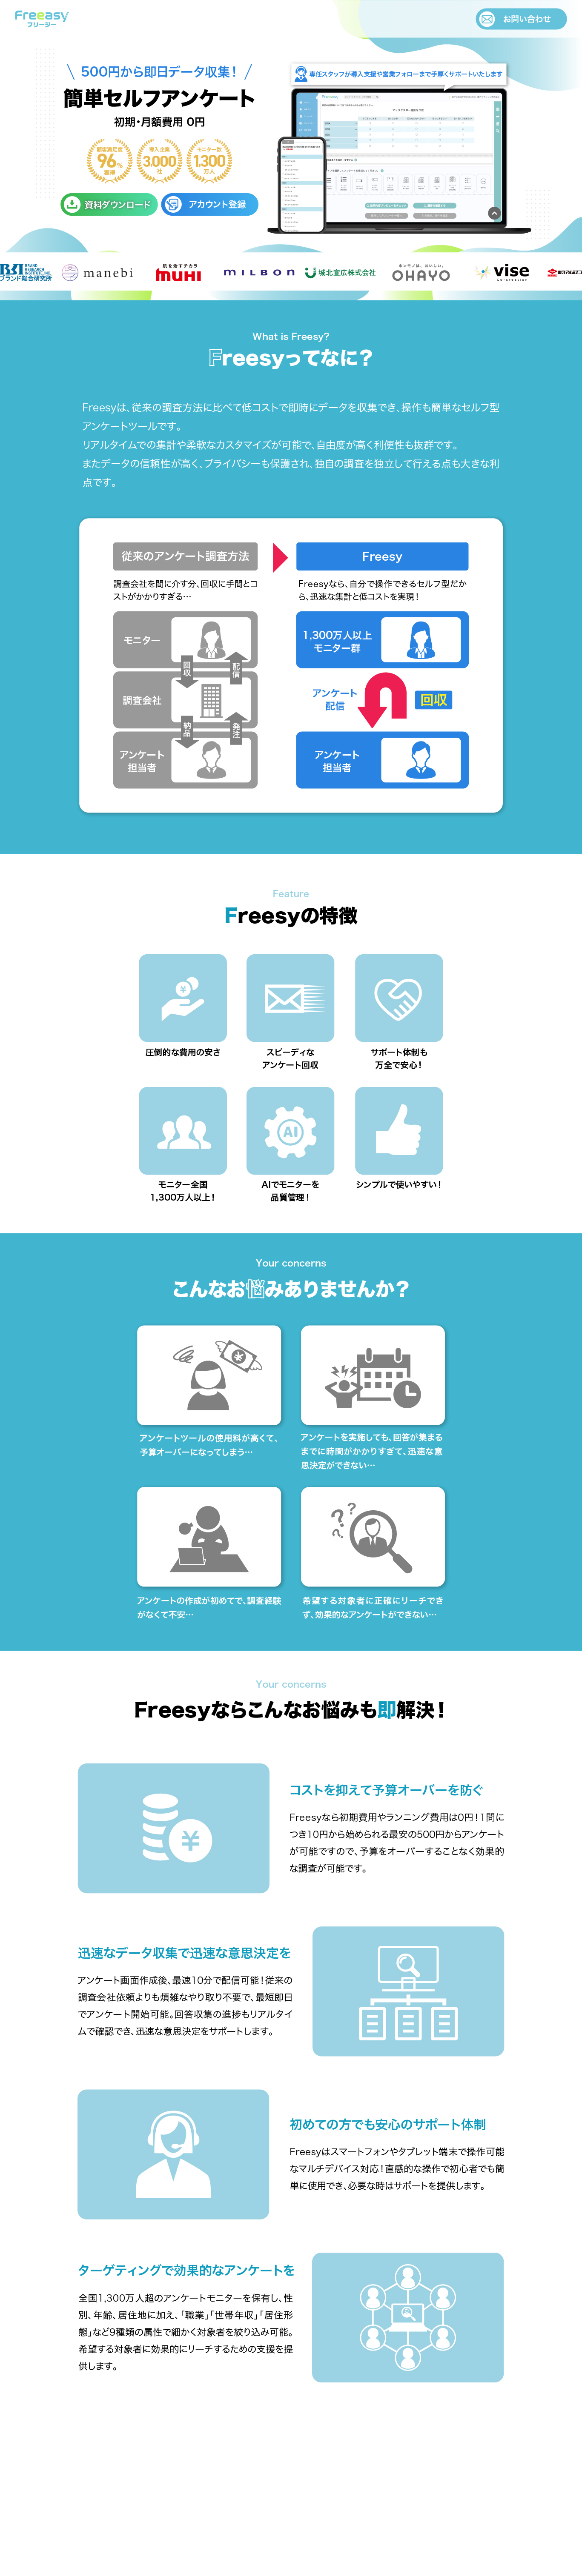 Freeasy
フリージー
お問い合わせ
500円から即日データ収集！
簡単セルフアンケート
初期・月額費用 0円
専任スタッフが導入支援や営業フォローまで手厚くサポートいたします
顧客満足度
96%
獲得
導入企業
3,000
社
モニター数
1,300
万人
資料ダウンロード
アカウント登録
BRAND
RESEARCH
INSTITUTE, INC.
ブランド総合研究所
manebi
肌を治すチカラ
MUHI
MILBON
城北宣広株式会社
ホンモノは、おいしい。
OHAYO
vise
Co-creation
What is Freesy?
Freesyってなに？
Freesyは、従来の調査方法に比べて低コストで即時にデータを収集でき、操作も簡単なセルフ型
アンケートツールです。
リアルタイムでの集計や柔軟なカスタマイズが可能で、自由度が高く利便性も抜群です。
またデータの信頼性が高く、プライバシーも保護され、独自の調査を独立して行える点も大きな利
点です。
従来のアンケート調査方法
Freesy
調査会社を間に介す分、回収に手間とコ
ストがかかりすぎる…
Freesyなら、自分で操作できるセルフ型だか
ら、迅速な集計と低コストを実現！
モニター
回収
配信
調査会社
納品
発注
アンケート
担当者
1,300万人以上
モニター群
アンケート
配信
回収
アンケート
担当者
Feature
Freesyの特徴
圧倒的な費用の安さ
スピーディな
アンケート回収
サポート体制も
万全で安心！
AI
モニター全国
1,300万人以上！
AIでモニターを
品質管理！
シンプルで使いやすい！
Your concerns
こんなお悩みありませんか？
アンケートツールの使用料が高くて、
予算オーバーになってしまう…
アンケートを実施しても、回答が集まる
までに時間がかかりすぎて、迅速な意
思決定ができない…
アンケートの作成が初めてで、調査経験
がなくて不安…
希望する対象者に正確にリーチでき
ず、効果的なアンケートができない…
Your concerns
Freesyならこんなお悩みも即解決！
コストを抑えて予算オーバーを防ぐ
Freesyなら初期費用やランニング費用は0円！1問に
つき10円から始められる最安の500円からアンケート
が可能ですので、予算をオーバーすることなく効果的
な調査が可能です。
迅速なデータ収集で迅速な意思決定を
アンケート画面作成後、最速10分で配信可能！従来の
調査会社依頼よりも煩雑なやり取り不要で、最短即日
でアンケート開始可能。回答収集の進捗もリアルタイ
ムで確認でき、迅速な意思決定をサポートします。
初めての方でも安心のサポート体制
Freesyはスマートフォンやタブレット端末で操作可能
なマルチデバイス対応！直感的な操作で初心者でも簡
単に使用でき、必要な時はサポートを提供します。
ターゲティングで効果的なアンケートを
全国1,300万人超のアンケートモニターを保有し、性
別、年齢、居住地に加え、「職業」「世帯年収」「居住形
態」など9種類の属性で細かく対象者を絞り込み可能。
希望する対象者に効果的にリーチするための支援を提
供します。